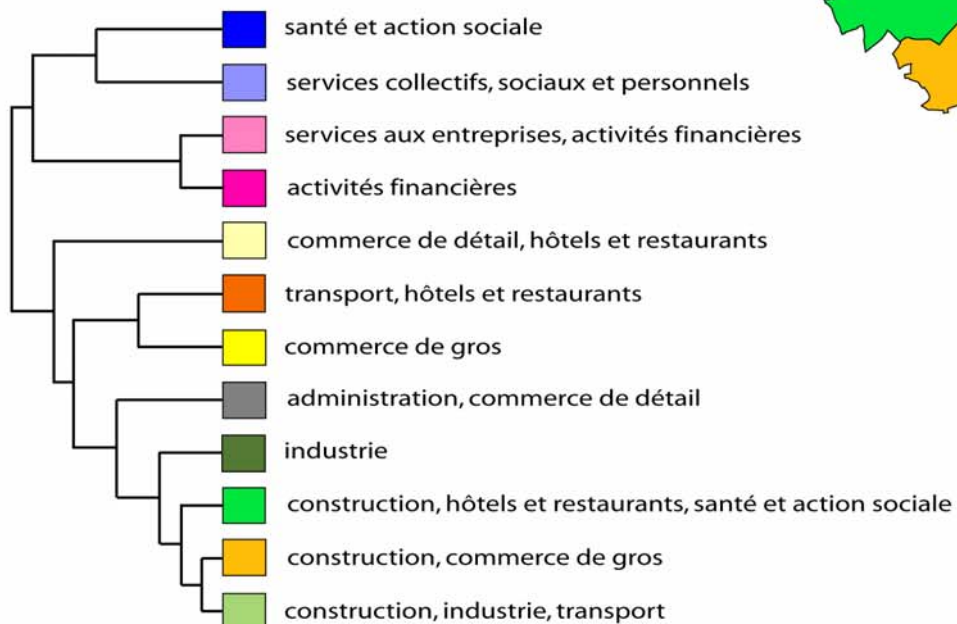 santé et action sociale
services collectifs, sociaux et personnels
services aux entreprises, activités financières
activités financières
commerce de détail, hôtels et restaurants
transport, hôtels et restaurants
commerce de gros
administration, commerce de détail
industrie
construction, hôtels et restaurants, santé et action sociale
construction, commerce de gros
construction, industrie, transport